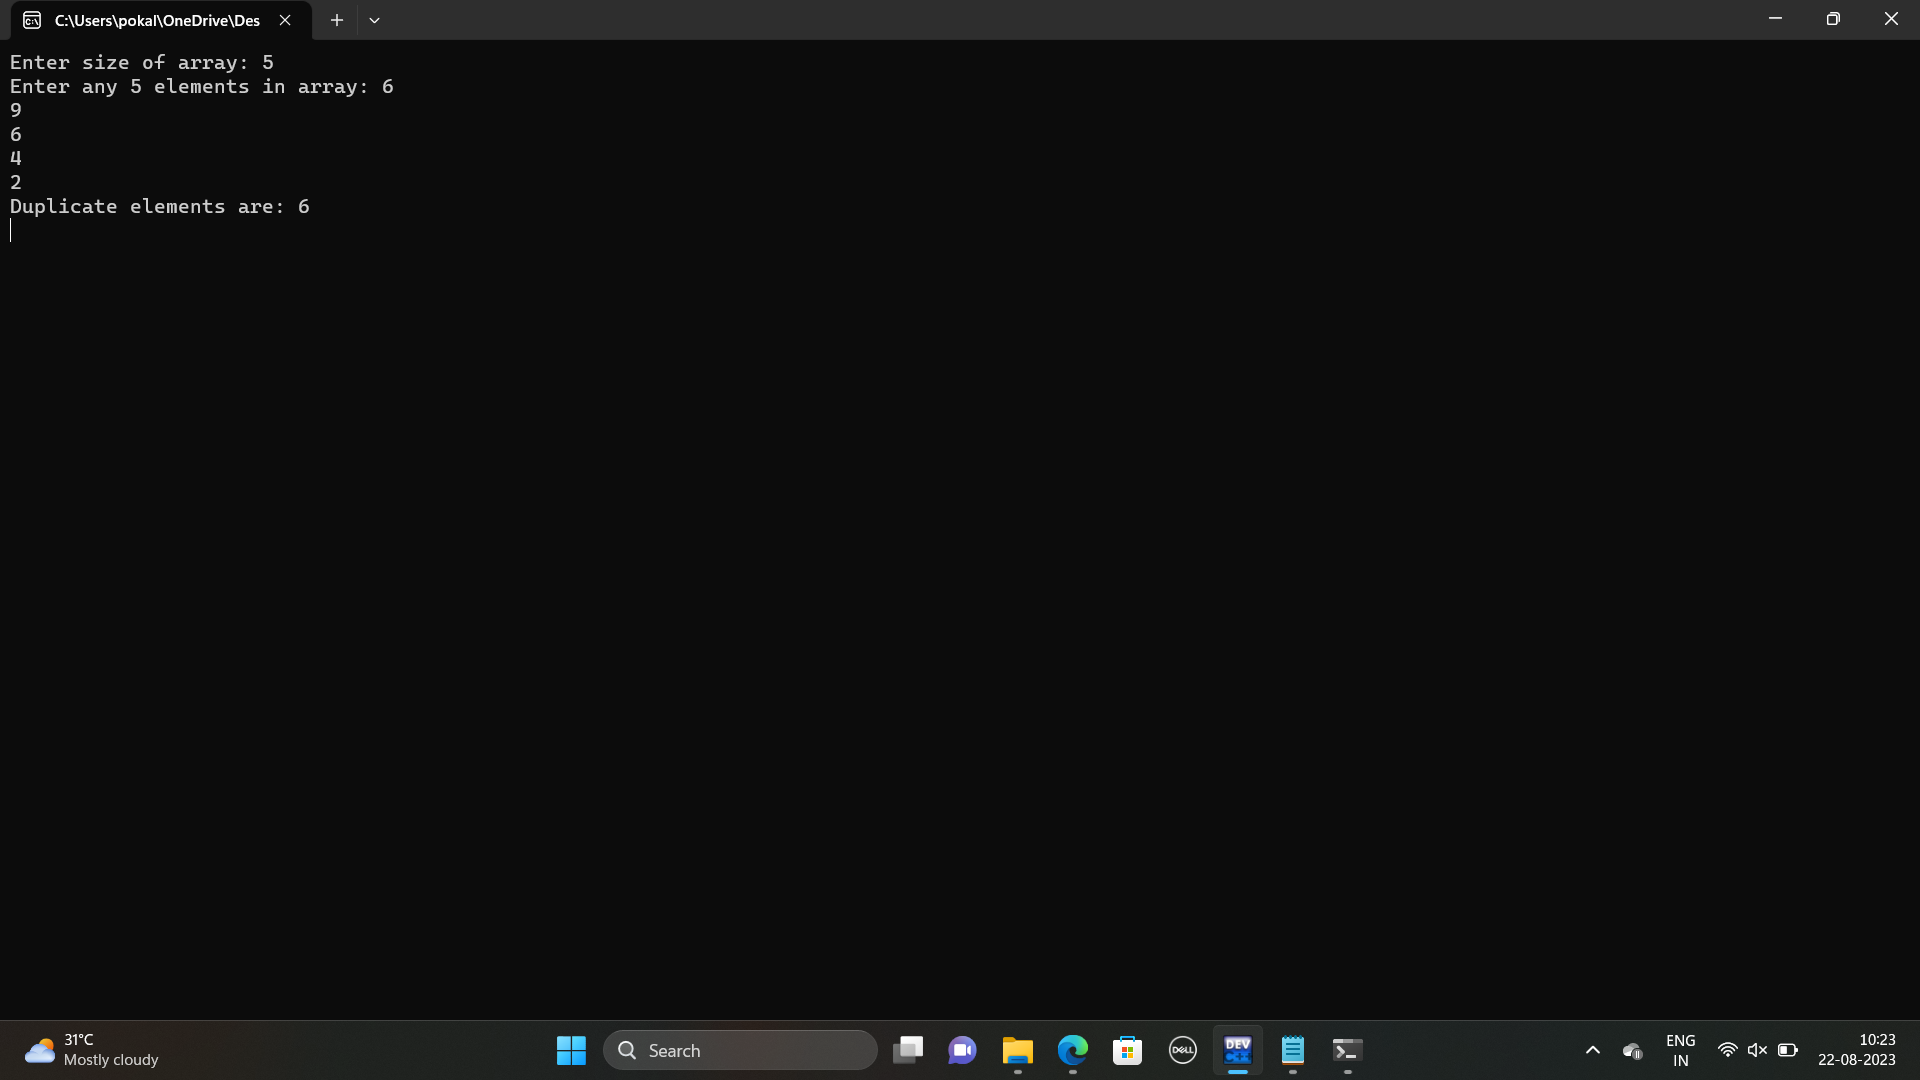 C:\Users\pokal\OneDrive\Des
Enter size of array: 5
Enter any 5 elements in array: 6
9
6
4
2
Duplicate elements are: 6
31°C
Mostly cloudy
Search
DELL
DEV
C++
ENG
IN
10:23
22-08-2023